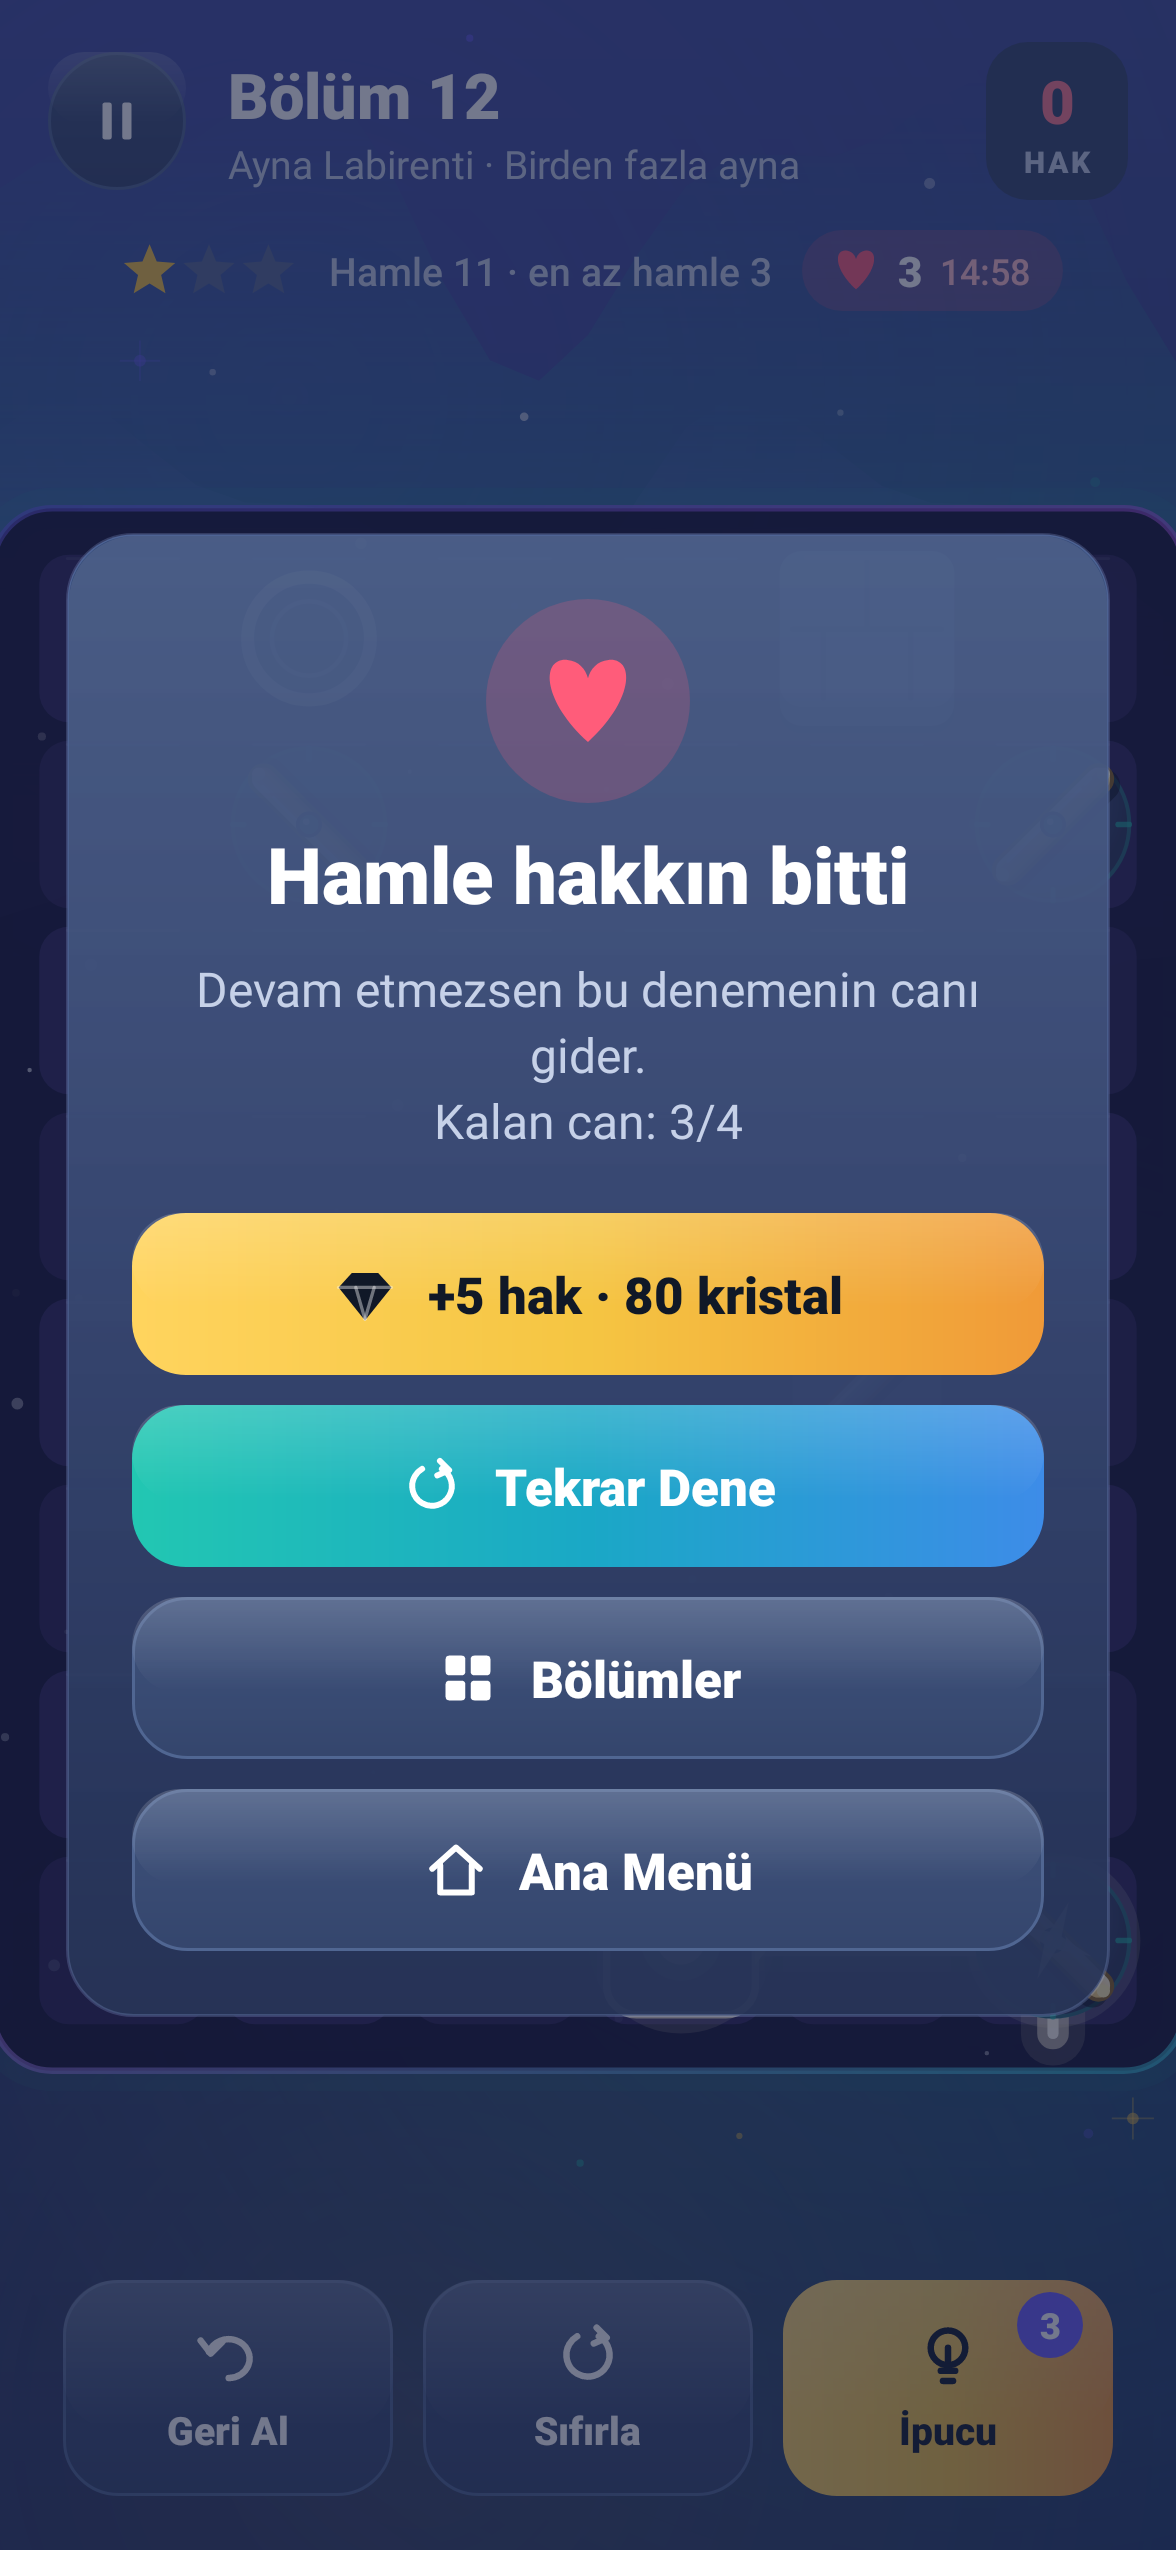 Bölüm 12
Ayna Labirenti · Birden fazla ayna
0
HAK
Hamle 11 · en az hamle 3
3 14:58
Hamle hakkın bitti
Devam etmezsen bu denemenin canı
gider.
Kalan can: 3/4
+5 hak · 80 kristal
Tekrar Dene
Bölümler
Ana Menü
Geri Al
Sıfırla
3
İpucu